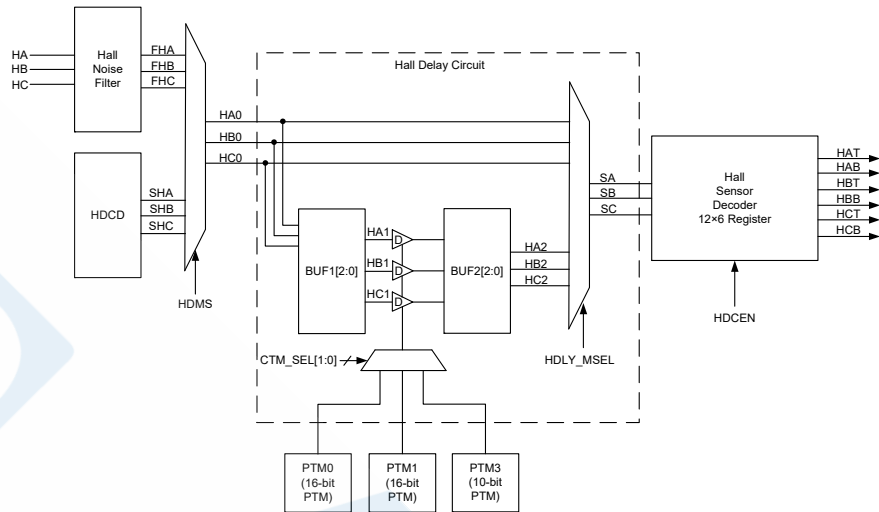 HA
HB
HC
Hall
Noise
Filter
FHA
FHB
FHC
HDCD
SHA
SHB
SHC
HDMS
HA0
HB0
HC0
Hall Delay Circuit
BUF1[2:0]
HA1
HB1
HC1
D
D
D
BUF2[2:0]
HA2
HB2
HC2
CTM_SEL[1:0]
HDLY_MSEL
SA
SB
SC
Hall
Sensor
Decoder
12×6 Register
HDCEN
HAT
HAB
HBT
HBB
HCT
HCB
PTM0
(16-bit
PTM)
PTM1
(16-bit
PTM)
PTM3
(10-bit
PTM)